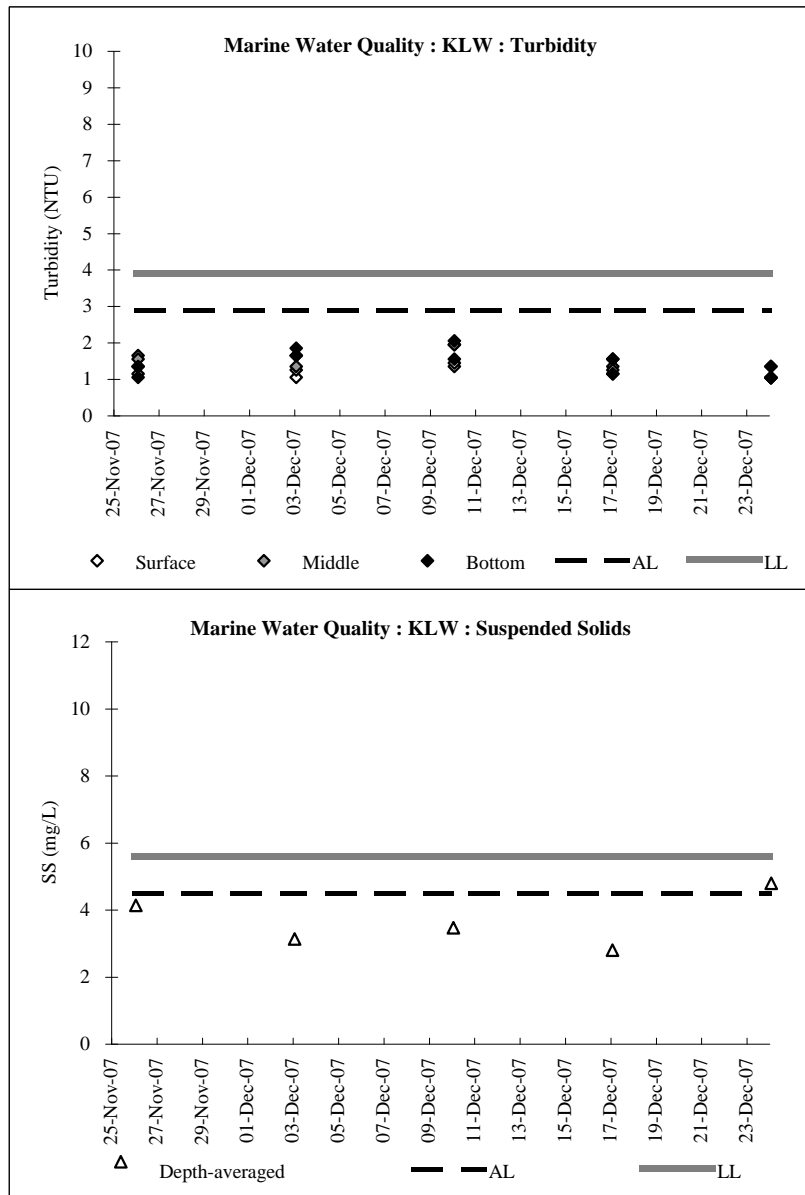 Marine Water Quality : KLW : Turbidity
10
9
8
7
6
5
4
3
2
1
0
Turbidity (NTU)
25-Nov-07
27-Nov-07
29-Nov-07
01-Dec-07
03-Dec-07
05-Dec-07
07-Dec-07
09-Dec-07
11-Dec-07
13-Dec-07
15-Dec-07
17-Dec-07
19-Dec-07
21-Dec-07
23-Dec-07
Surface Middle Bottom AL LL
Marine Water Quality : KLW : Suspended Solids
12
10
8
6
4
2
0
SS (mg/L)
25-Nov-07
27-Nov-07
29-Nov-07
01-Dec-07
03-Dec-07
05-Dec-07
07-Dec-07
09-Dec-07
11-Dec-07
13-Dec-07
15-Dec-07
17-Dec-07
19-Dec-07
21-Dec-07
23-Dec-07
Depth-averaged AL LL